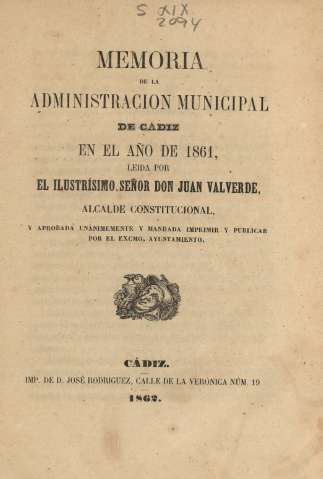 S XIX
2094
MEMORIA
DE LA
ADMINISTRACION MUNICIPAL
DE CÁDIZ
EN EL AÑO DE 1861,
LEIDA POR
EL ILUSTRÍSIMO SEÑOR DON JUAN VALVERDE,
ALCALDE CONSTITUCIONAL,
Y APROBADA UNÁNIMEMENTE Y MANDADA IMPRIMIR Y PUBLICAR
POR EL EXCMO. AYUNTAMIENTO.
CÁDIZ.
IMP. DE D. JOSÉ RODRIGUEZ, CALLE DE LA VERÓNICA NÚM. 19
1862.